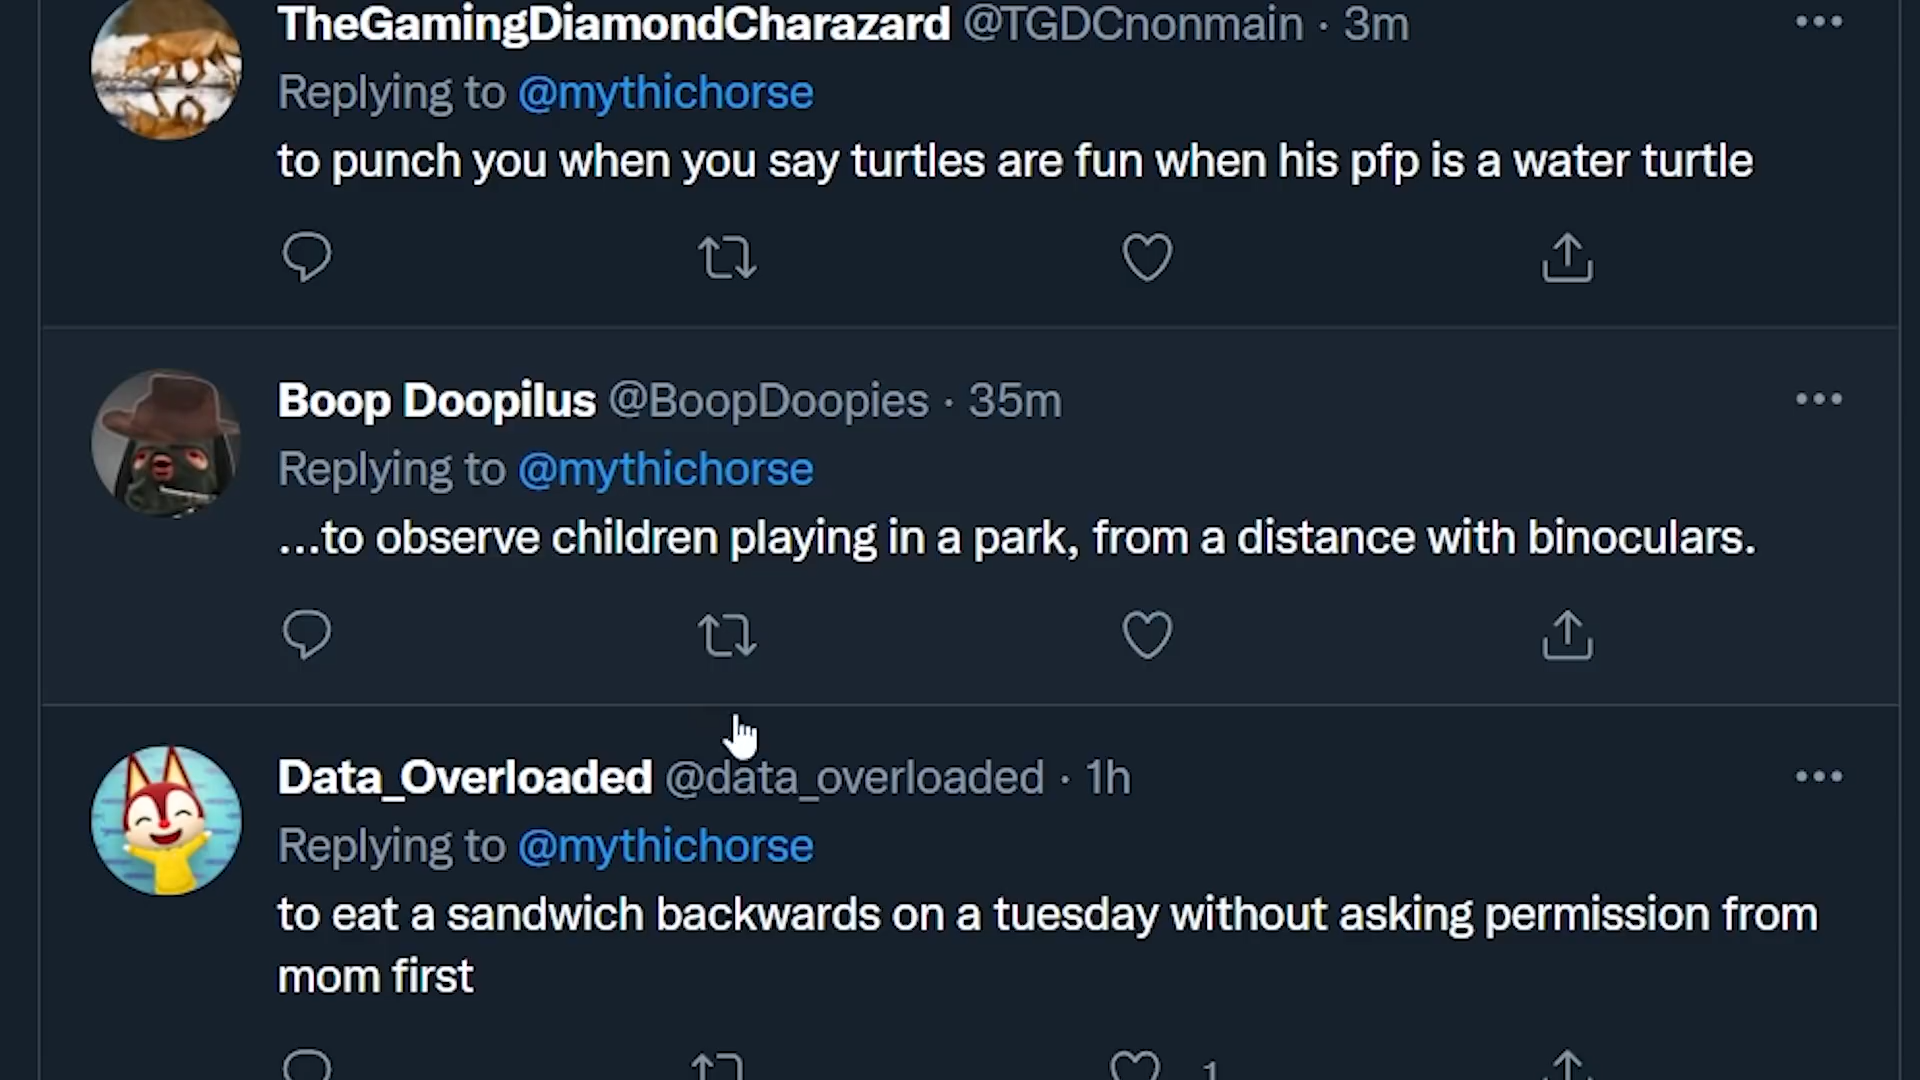 TheGamingDiamondCharazard @TGDCnonmain · 3m
Replying to @mythichorse
to punch you when you say turtles are fun when his pfp is a water turtle
Boop Doopilus @BoopDoopies · 35m
Replying to @mythichorse
...to observe children playing in a park, from a distance with binoculars.
Data_Overloaded @data_overloaded · 1h
Replying to @mythichorse
to eat a sandwich backwards on a tuesday without asking permission from
mom first
1